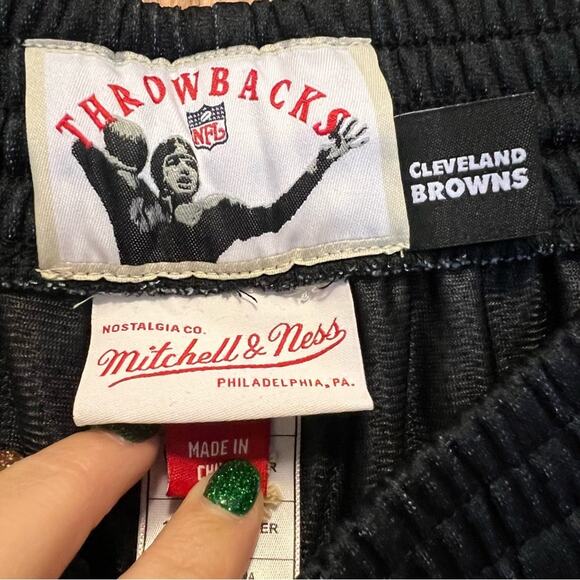 THROWBACKS
NFL
CLEVELAND
BROWNS
NOSTALGIA CO.
Mitchell & Ness
PHILADELPHIA, PA.
MADE IN